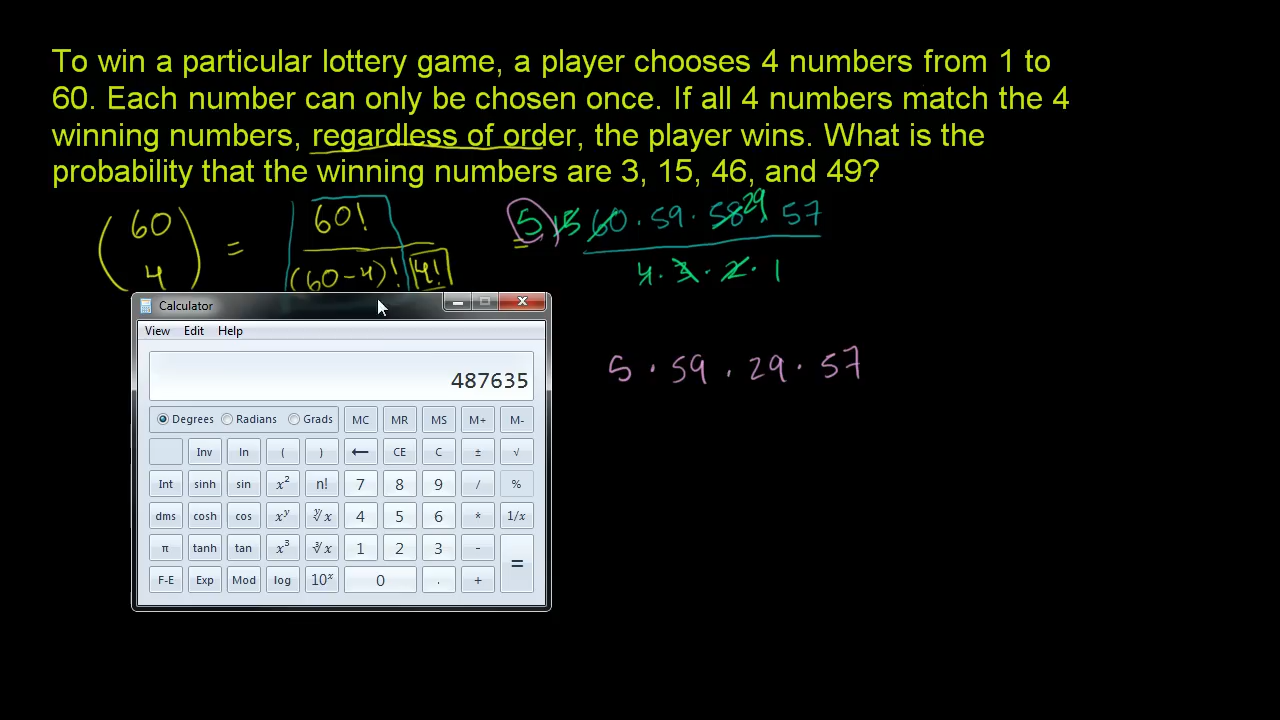 To win a particular lottery game, a player chooses 4 numbers from 1 to
60. Each number can only be chosen once. If all 4 numbers match the 4
winning numbers, regardless of order, the player wins. What is the
probability that the winning numbers are 3, 15, 46, and 49?
(60 4) = 60! / (60-4)! 4!
5 15 60 · 59 · 58 29 57
4 · 3 · 2 · 1
5 · 59 · 29 · 57
Calculator
View Edit Help
487635
Degrees Radians Grads MC MR MS M+ M-
Inv ln ( ) ← CE C ± √
Int sinh sin x² n! 7 8 9 / %
dms cosh cos xʸ ʸ√x 4 5 6 * 1/x
π tanh tan x³ ³√x 1 2 3 - =
F-E Exp Mod log 10ˣ 0 . +